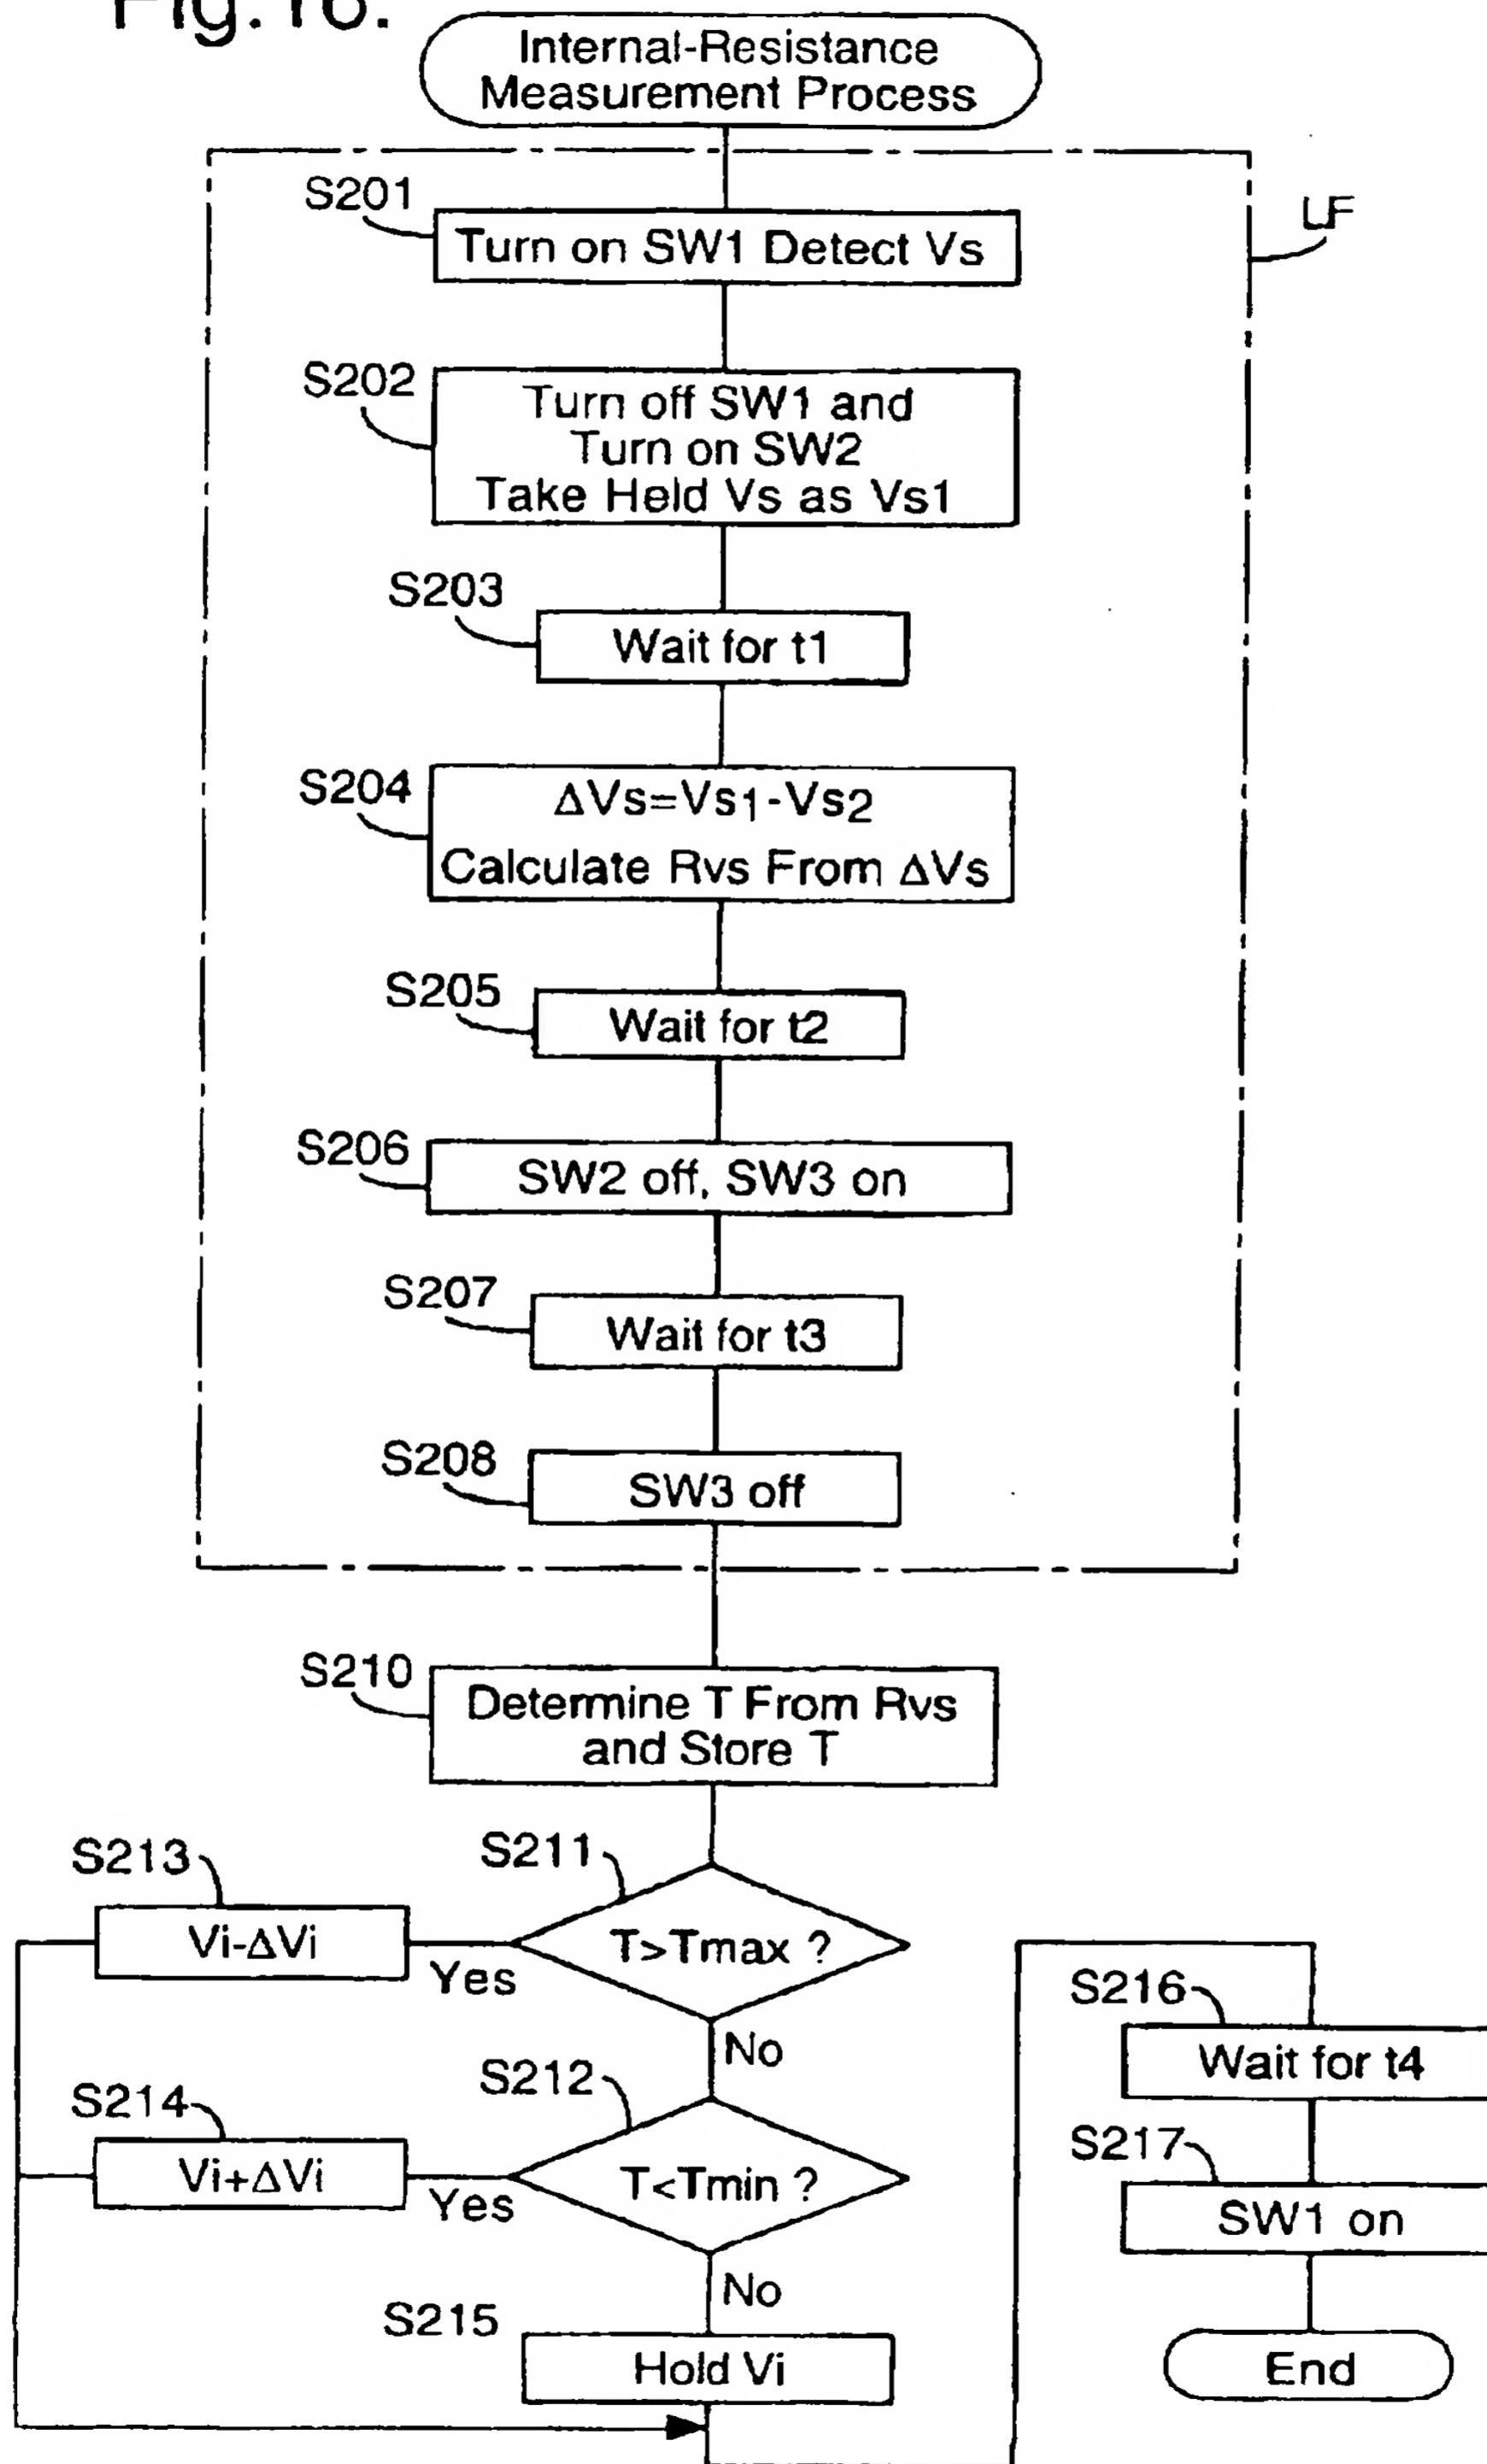 Fig.16.
Internal-Resistance
Measurement Process
LF
S201
Turn on SW1 Detect Vs
S202
Turn off SW1 and
Turn on SW2
Take Held Vs as Vs1
S203
Wait for t1
S204
ΔVs=Vs1-Vs2
Calculate Rvs From ΔVs
S205
Wait for t2
S206
SW2 off, SW3 on
S207
Wait for t3
S208
SW3 off
S210
Determine T From Rvs
and Store T
S211
T>Tmax ?
Yes
No
S213
Vi-ΔVi
S212
T<Tmin ?
Yes
No
S214
Vi+ΔVi
S215
Hold Vi
S216
Wait for t4
S217
SW1 on
End